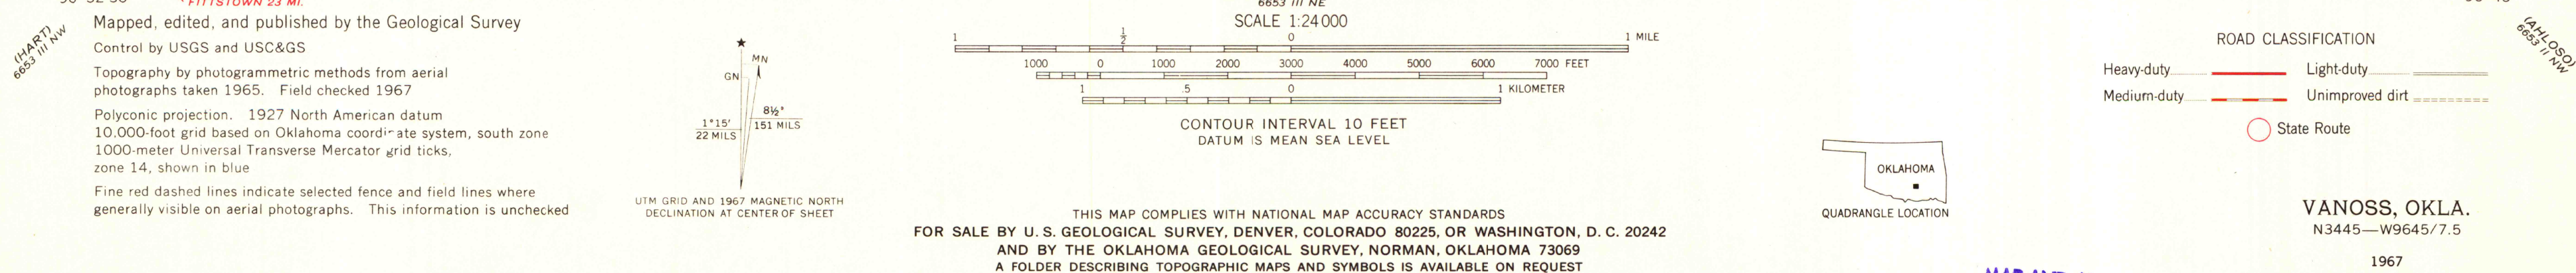 FITTSTOWN 23 MI.
(HART)
6653 III NW
Mapped, edited, and published by the Geological Survey
Control by USGS and USC&GS
Topography by photogrammetric methods from aerial
photographs taken 1965. Field checked 1967
Polyconic projection. 1927 North American datum
10,000-foot grid based on Oklahoma coordinate system, south zone
1000-meter Universal Transverse Mercator grid ticks,
zone 14, shown in blue
Fine red dashed lines indicate selected fence and field lines where
generally visible on aerial photographs. This information is unchecked
MN
GN
1°15′
22 MILS
8½°
151 MILS
UTM GRID AND 1967 MAGNETIC NORTH
DECLINATION AT CENTER OF SHEET
6653 III NE
SCALE 1:24 000
1 ½ 0 1 MILE
1000 0 1000 2000 3000 4000 5000 6000 7000 FEET
1 .5 0 1 KILOMETER
CONTOUR INTERVAL 10 FEET
DATUM IS MEAN SEA LEVEL
THIS MAP COMPLIES WITH NATIONAL MAP ACCURACY STANDARDS
FOR SALE BY U. S. GEOLOGICAL SURVEY, DENVER, COLORADO 80225, OR WASHINGTON, D. C. 20242
AND BY THE OKLAHOMA GEOLOGICAL SURVEY, NORMAN, OKLAHOMA 73069
A FOLDER DESCRIBING TOPOGRAPHIC MAPS AND SYMBOLS IS AVAILABLE ON REQUEST
OKLAHOMA
QUADRANGLE LOCATION
ROAD CLASSIFICATION
Heavy-duty
Light-duty
Medium-duty
Unimproved dirt
State Route
(AHLOSO)
6653 II NW
VANOSS, OKLA.
N3445—W9645/7.5
1967